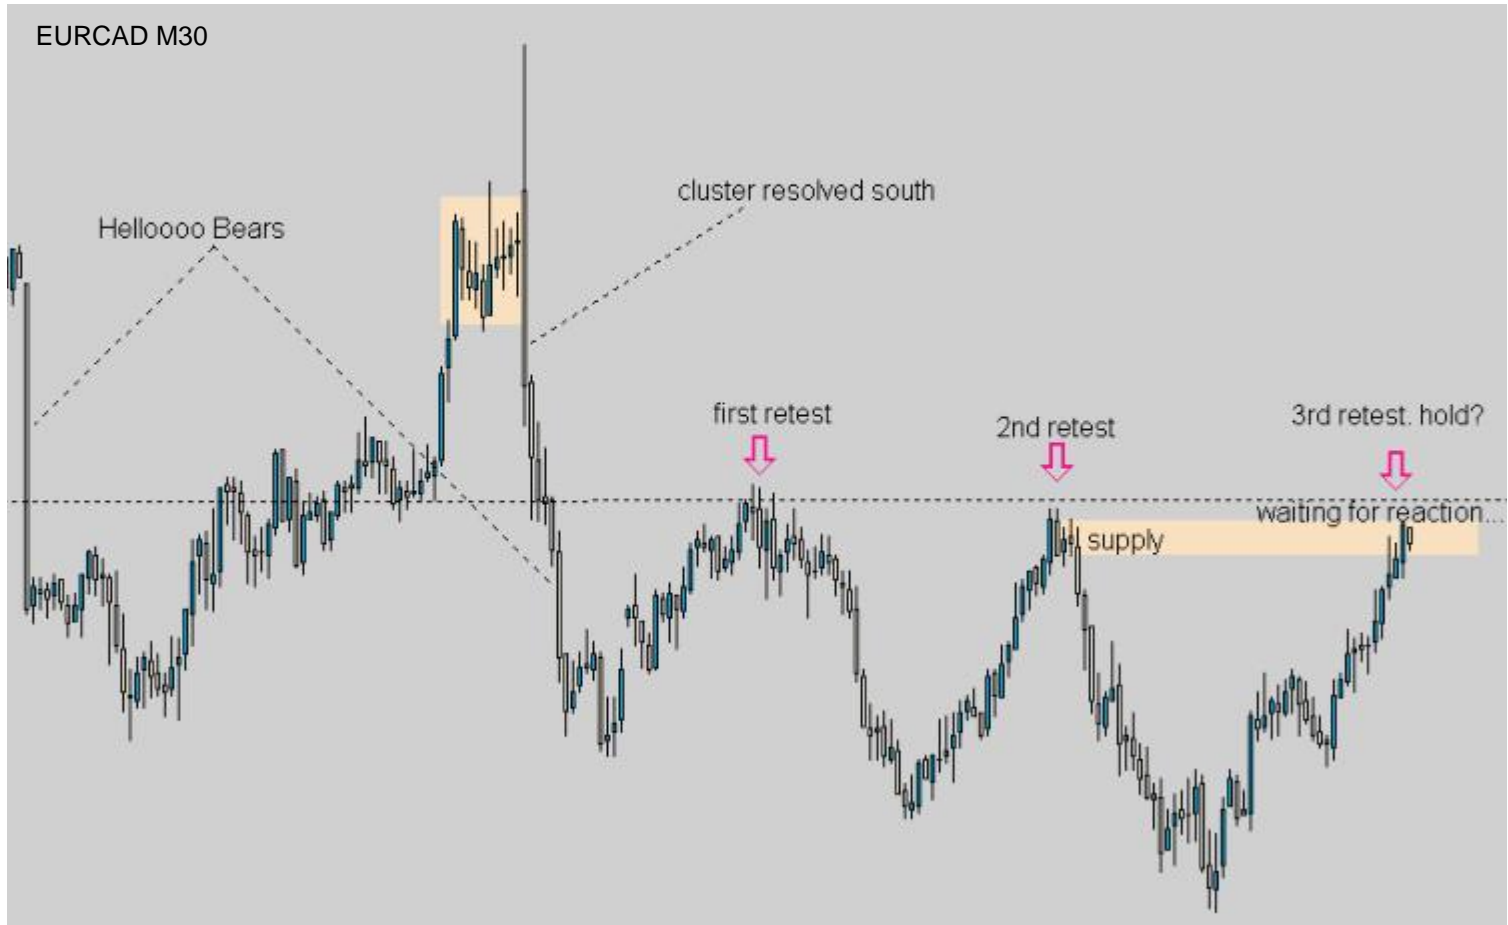 EURCAD M30
cluster resolved south
Helloooo Bears
first retest
2nd retest
3rd retest. hold?
waiting for reaction...
supply